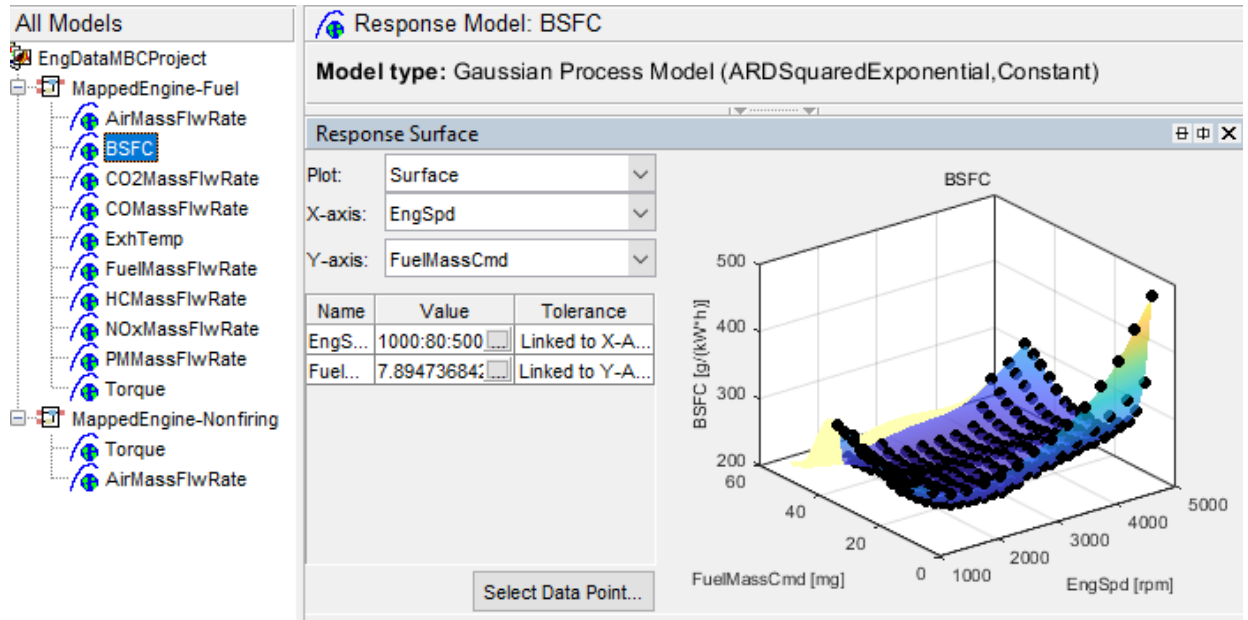 All Models
EngDataMBCProject
MappedEngine-Fuel
AirMassFlwRate
BSFC
CO2MassFlwRate
COMassFlwRate
ExhTemp
FuelMassFlwRate
HCMassFlwRate
NOxMassFlwRate
PMMassFlwRate
Torque
MappedEngine-Nonfiring
Torque
AirMassFlwRate
Response Model: BSFC
Model type: Gaussian Process Model (ARDSquaredExponential,Constant)
Response Surface
Plot: Surface
X-axis: EngSpd
Y-axis: FuelMassCmd
Name Value Tolerance
EngS... 1000:80:500 ... Linked to X-A...
Fuel... 7.894736842 ... Linked to Y-A...
Select Data Point...
BSFC
BSFC [g/(kW*h)]
500
400
300
200
60
40
20
0
FuelMassCmd [mg]
1000
2000
3000
4000
5000
EngSpd [rpm]